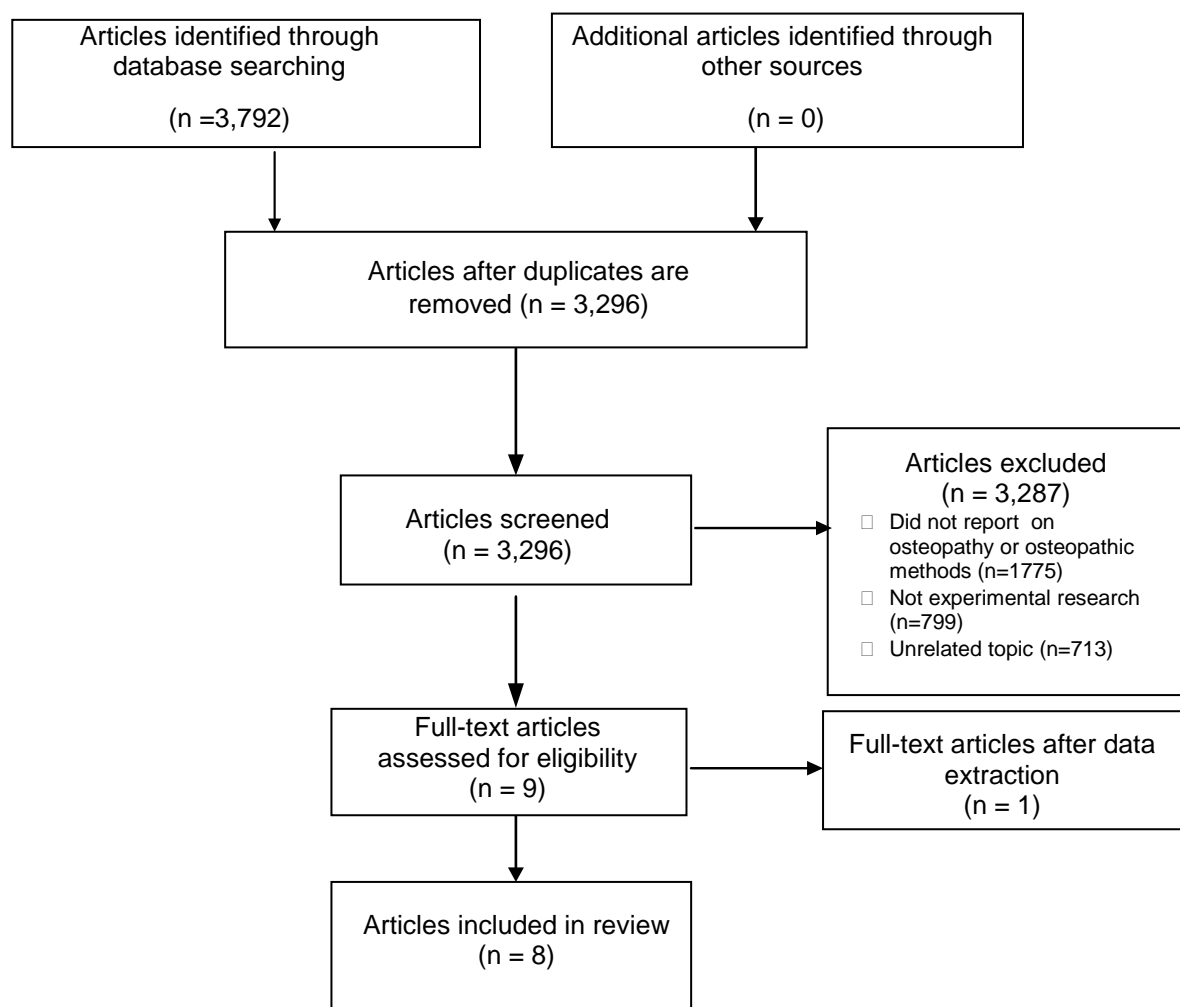 Articles identified through
database searching
(n =3,792)
Additional articles identified through
other sources
(n = 0)
Articles after duplicates are
removed (n = 3,296)
Articles screened
(n = 3,296)
Articles excluded
(n = 3,287)
Did not report on
osteopathy or osteopathic
methods (n=1775)
Not experimental research
(n=799)
Unrelated topic (n=713)
Full-text articles
assessed for eligibility
(n = 9)
Full-text articles after data
extraction
(n = 1)
Articles included in review
(n = 8)